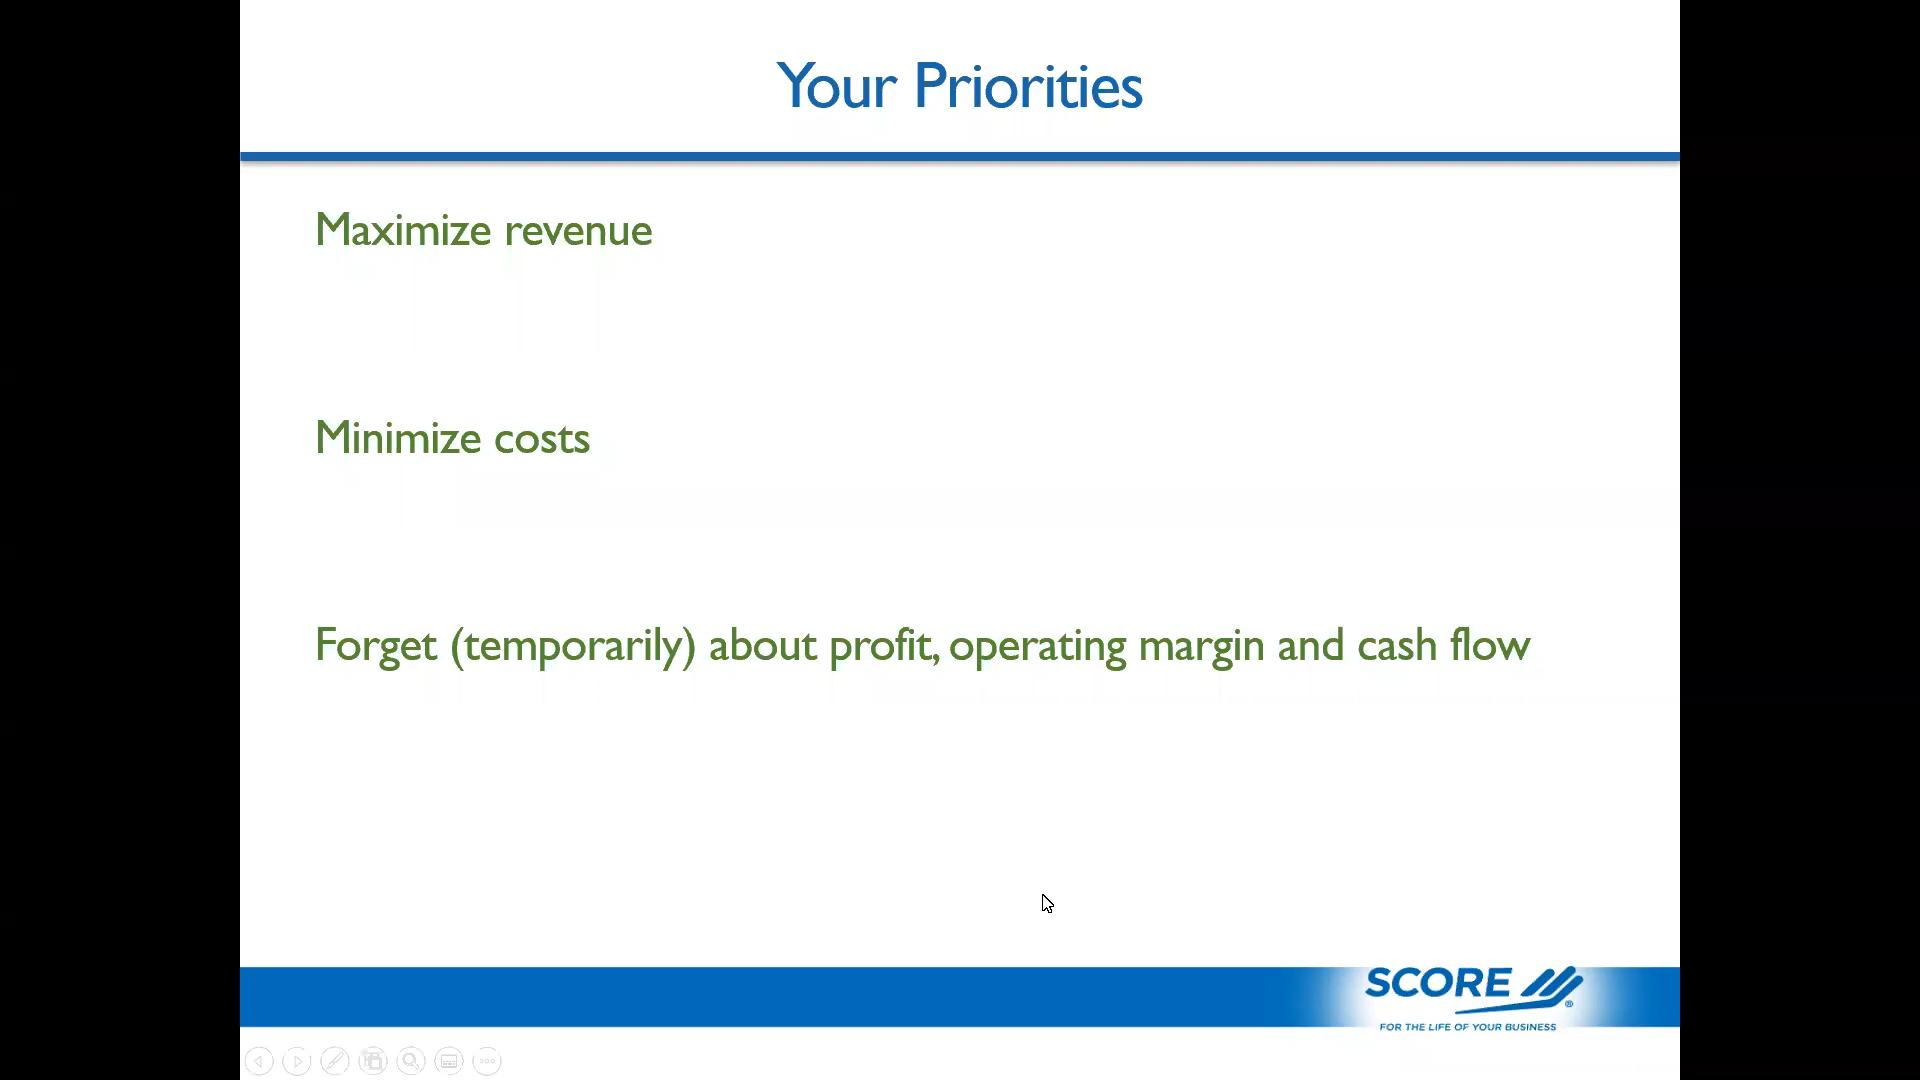 Your Priorities
Maximize revenue
Minimize costs
Forget (temporarily) about profit, operating margin and cash flow
SCORE
®
FOR THE LIFE OF YOUR BUSINESS